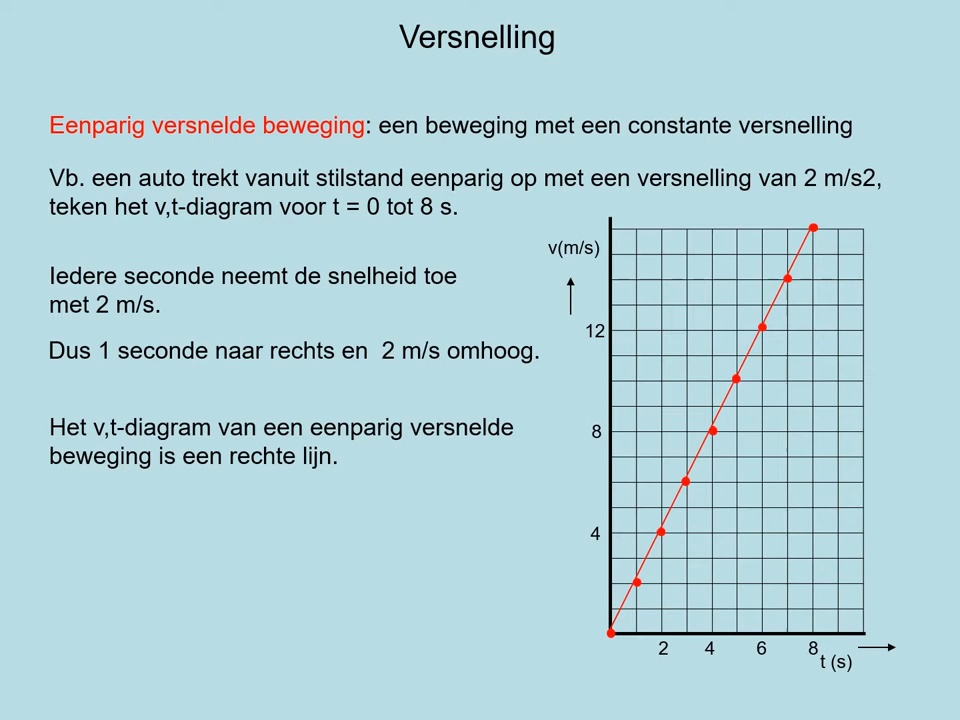 Versnelling
Eenparig versnelde beweging: een beweging met een constante versnelling
Vb. een auto trekt vanuit stilstand eenparig op met een versnelling van 2 m/s2,
teken het v,t-diagram voor t = 0 tot 8 s.
Iedere seconde neemt de snelheid toe
met 2 m/s.
Dus 1 seconde naar rechts en 2 m/s omhoog.
Het v,t-diagram van een eenparig versnelde
beweging is een rechte lijn.
v(m/s)
12
8
4
2 4 6 8
t (s)